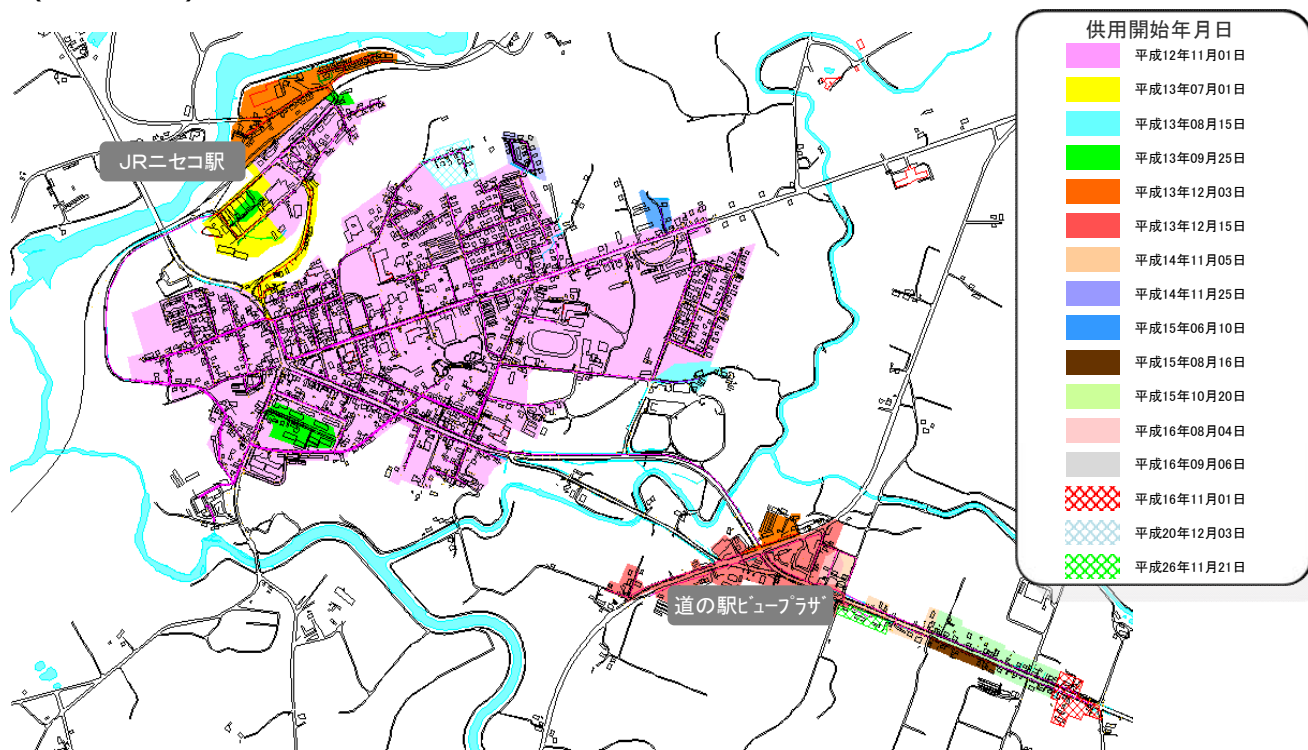 供用開始年月日
平成12年11月01日
平成13年07月01日
平成13年08月15日
平成13年09月25日
平成13年12月03日
平成13年12月15日
平成14年11月05日
平成14年11月25日
平成15年06月10日
平成15年08月16日
平成15年10月20日
平成16年08月04日
平成16年09月06日
平成16年11月01日
平成20年12月03日
平成26年11月21日
JRニセコ駅
道の駅ﾋﾞｭｰﾌﾟﾗｻﾞ